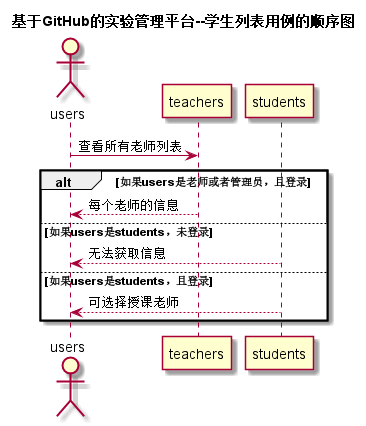 基于GitHub的实验管理平台--学生列表用例的顺序图
users
teachers
students
查看所有老师列表
alt
[如果users是老师或者管理员，且登录]
每个老师的信息
[如果users是students，未登录]
无法获取信息
[如果users是students，且登录]
可选择授课老师
users
teachers
students